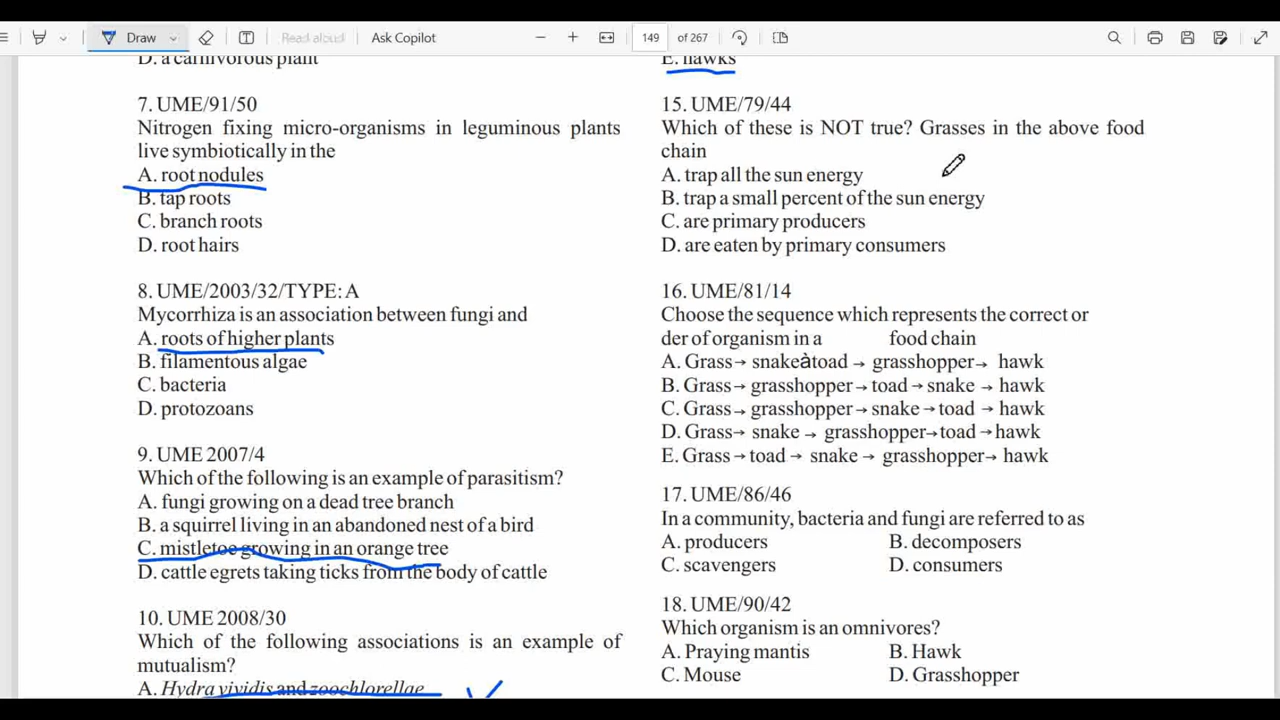 Draw
Read aloud
Ask Copilot
149
of 267
D. a carnivorous plant
7. UME/91/50
Nitrogen fixing micro-organisms in leguminous plants
live symbiotically in the
A. root nodules
B. tap roots
C. branch roots
D. root hairs
8. UME/2003/32/TYPE: A
Mycorrhiza is an association between fungi and
A. roots of higher plants
B. filamentous algae
C. bacteria
D. protozoans
9. UME 2007/4
Which of the following is an example of parasitism?
A. fungi growing on a dead tree branch
B. a squirrel living in an abandoned nest of a bird
C. mistletoe growing in an orange tree
D. cattle egrets taking ticks from the body of cattle
10. UME 2008/30
Which of the following associations is an example of
mutualism?
A. Hydra vividis and zoochlorellae
E. hawks
15. UME/79/44
Which of these is NOT true? Grasses in the above food
chain
A. trap all the sun energy
B. trap a small percent of the sun energy
C. are primary producers
D. are eaten by primary consumers
16. UME/81/14
Choose the sequence which represents the correct or
der of organism in a food chain
A. Grass→ snakeàtoad → grasshopper→ hawk
B. Grass→ grasshopper→toad→snake → hawk
C. Grass→ grasshopper→ snake →toad → hawk
D. Grass→ snake → grasshopper→toad→hawk
E. Grass→toad→ snake → grasshopper→ hawk
17. UME/86/46
In a community, bacteria and fungi are referred to as
A. producers B. decomposers
C. scavengers D. consumers
18. UME/90/42
Which organism is an omnivores?
A. Praying mantis B. Hawk
C. Mouse D. Grasshopper